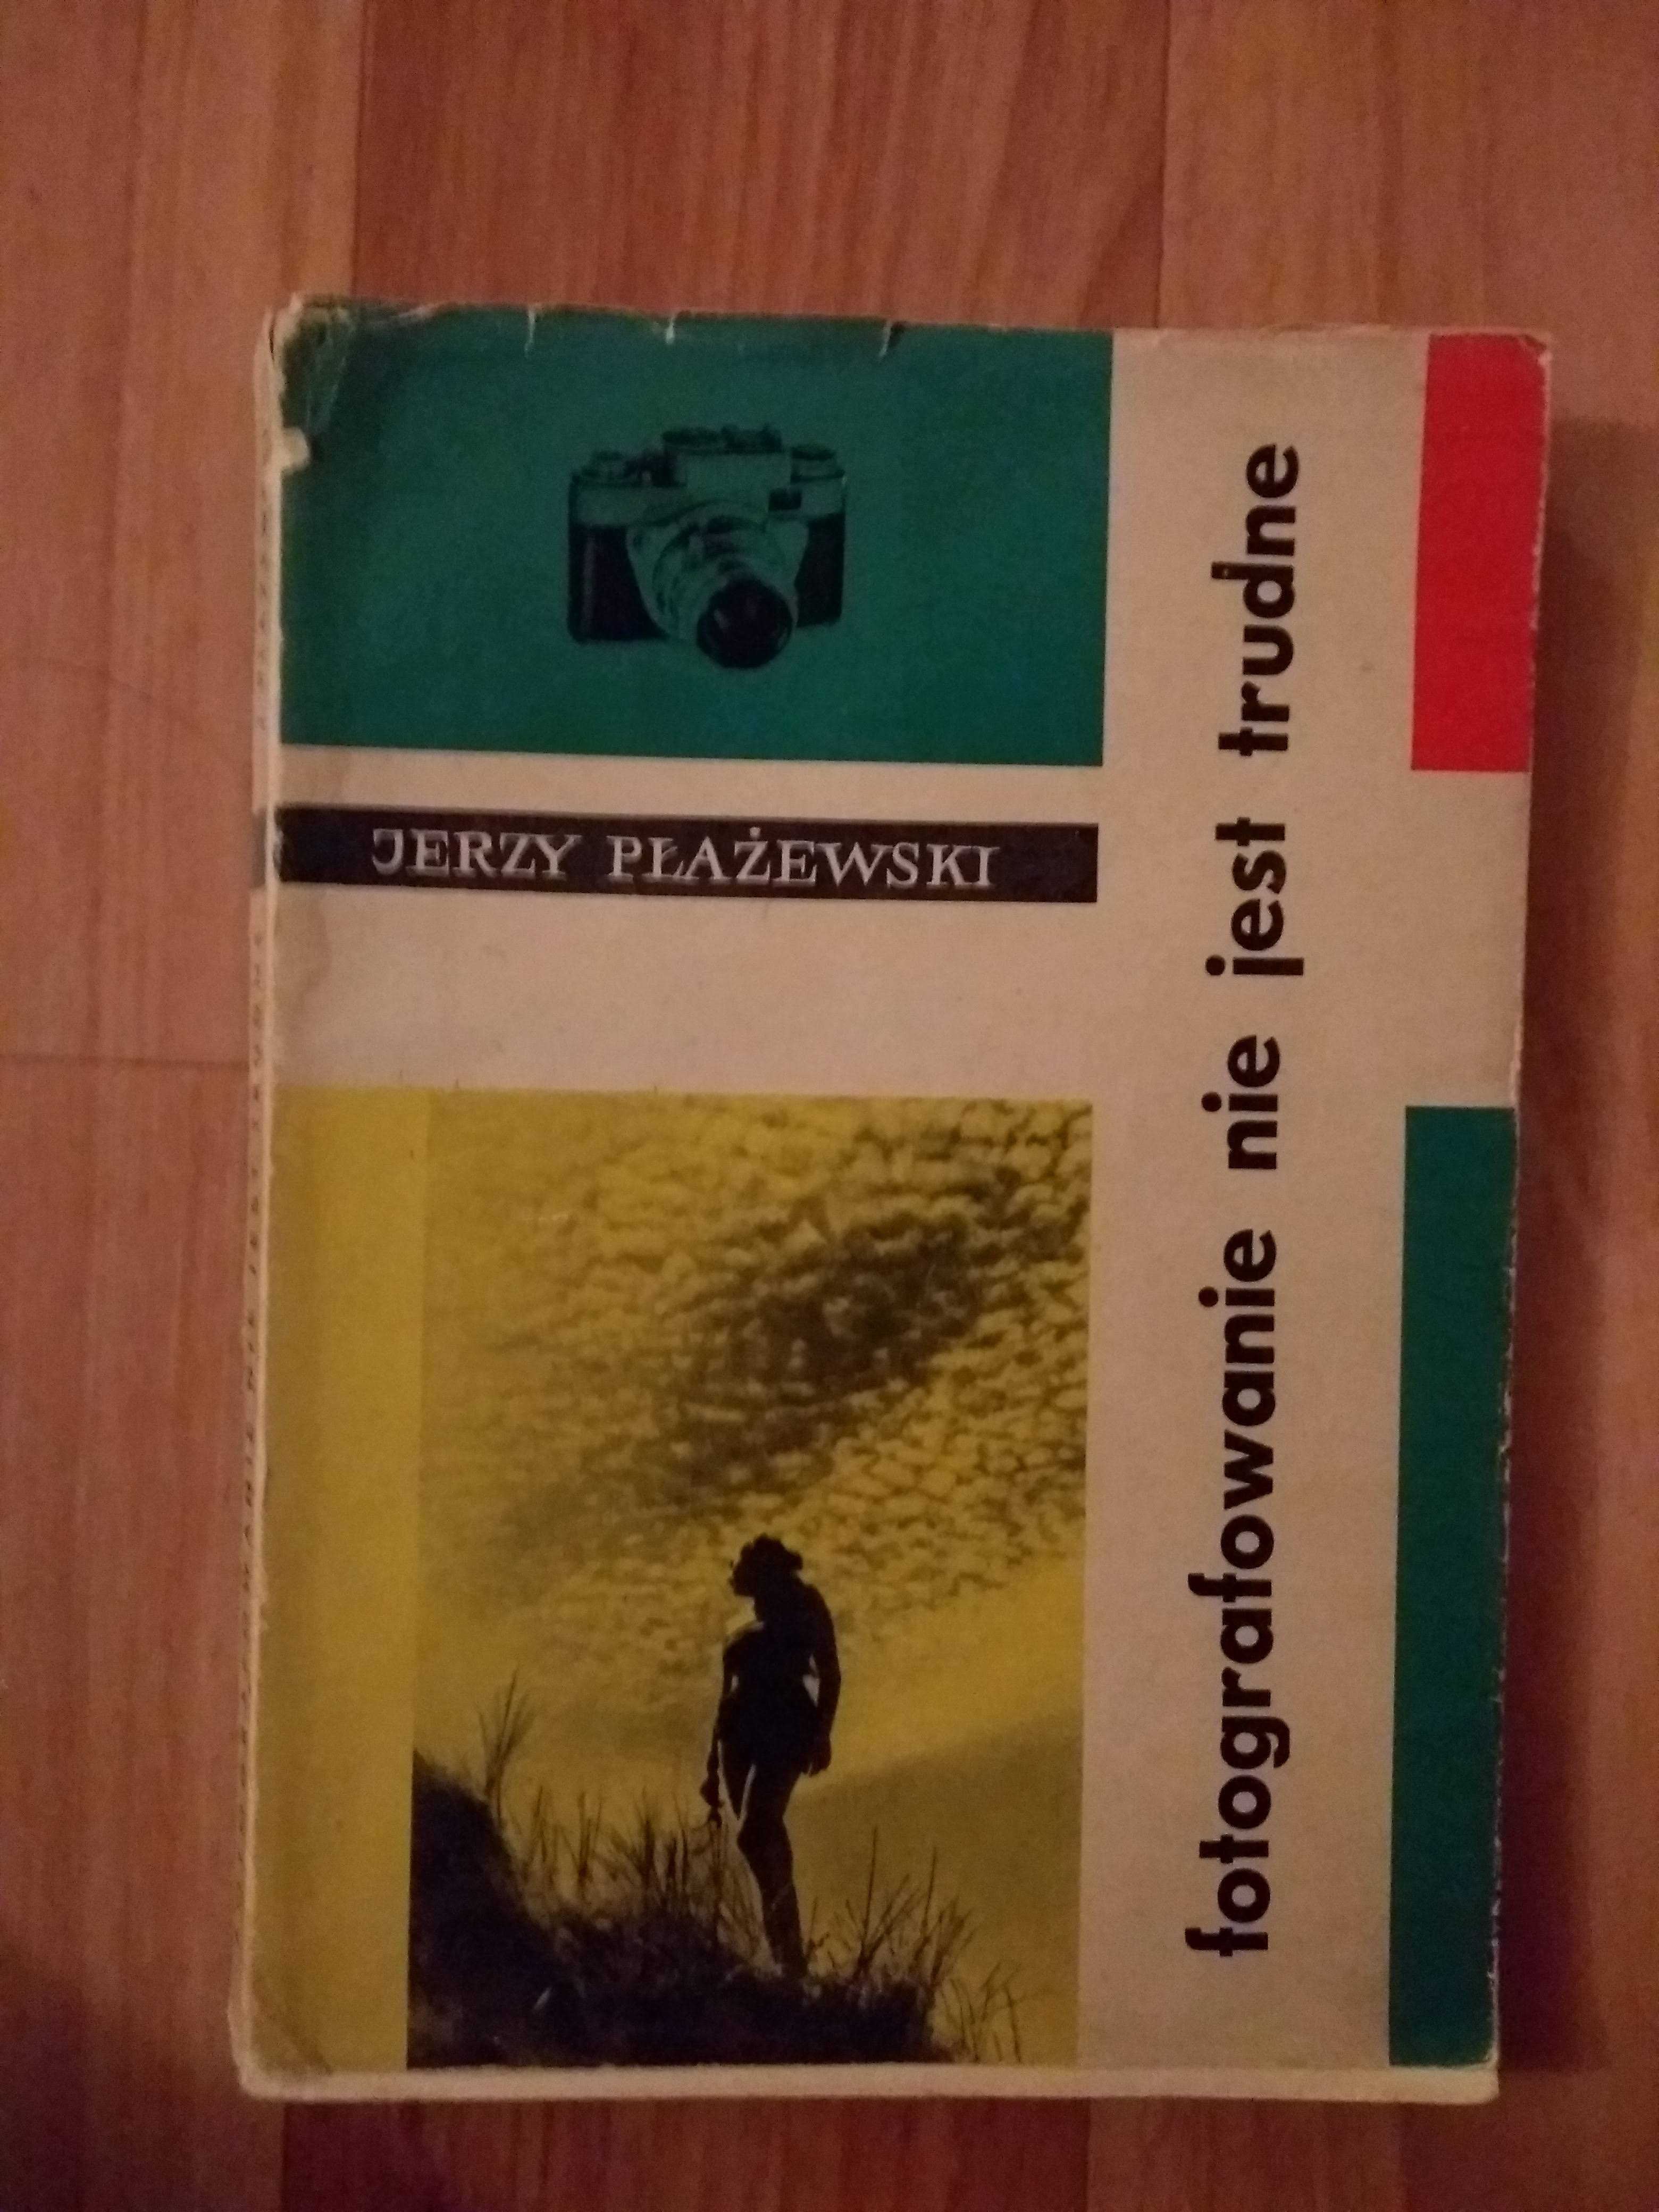 JERZY PŁAŻEWSKI
fotografowanie nie jest trudne